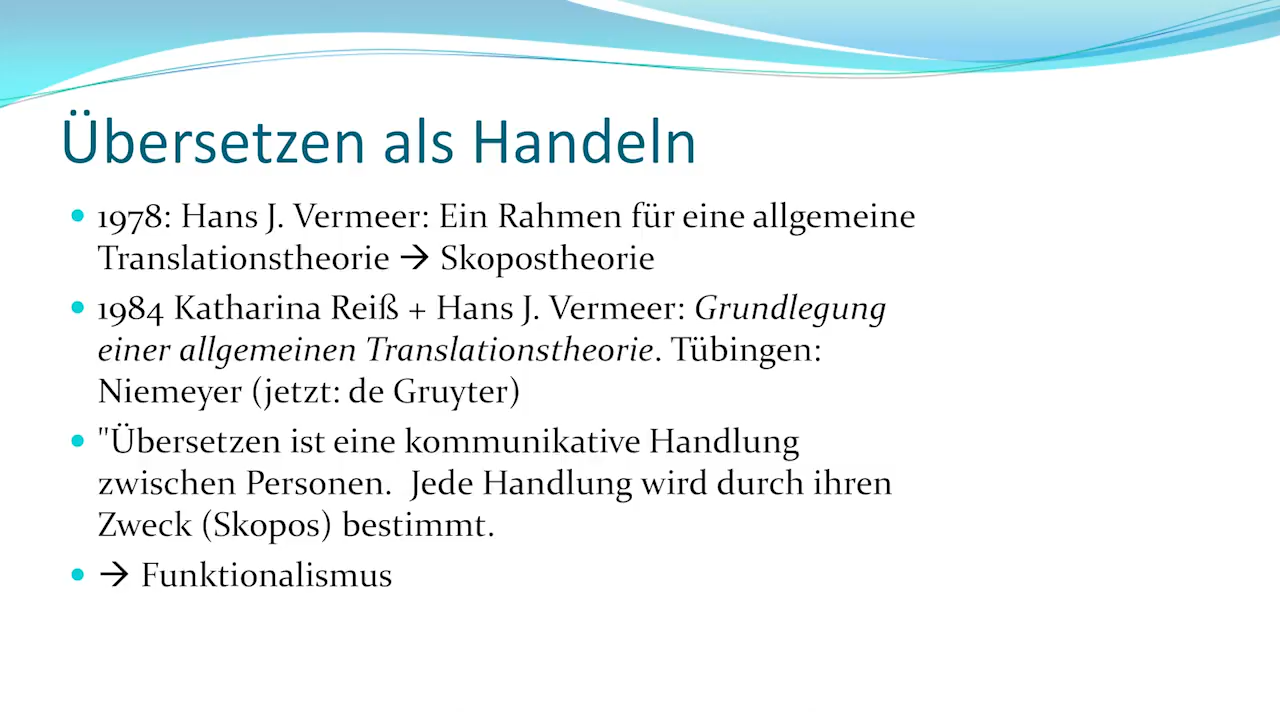 Übersetzen als Handeln
• 1978: Hans J. Vermeer: Ein Rahmen für eine allgemeine
Translationstheorie → Skopostheorie
• 1984 Katharina Reiß + Hans J. Vermeer: Grundlegung
einer allgemeinen Translationstheorie. Tübingen:
Niemeyer (jetzt: de Gruyter)
• "Übersetzen ist eine kommunikative Handlung
zwischen Personen.  Jede Handlung wird durch ihren
Zweck (Skopos) bestimmt.
• → Funktionalismus